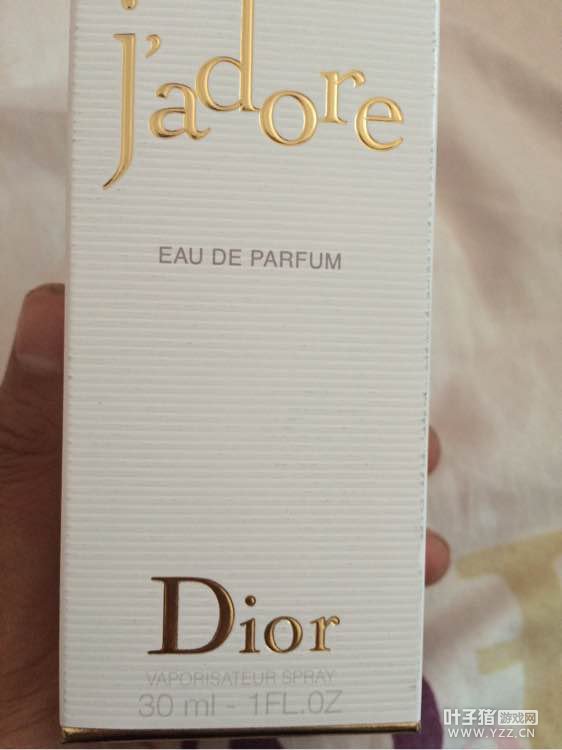 j'adore
EAU DE PARFUM
Dior
VAPORISATEUR SPRAY
30 ml - 1FL.OZ
叶子猪游戏网
www.YZZ.CN